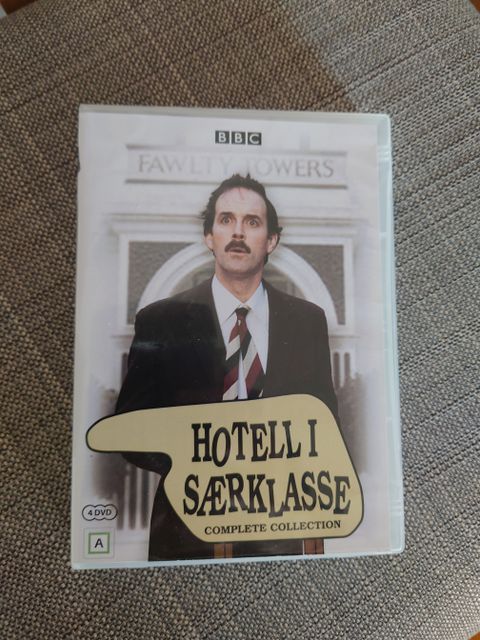 BBC
FAWLTY TOWERS
HOTELL I
SÆRKLASSE
COMPLETE COLLECTION
4 DVD
A